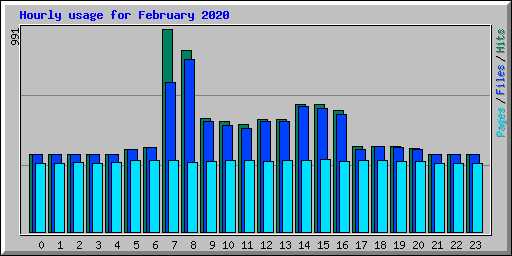 Hourly usage for February 2020
991
Pages / Files / Hits
0 1 2 3 4 5 6 7 8 9 10 11 12 13 14 15 16 17 18 19 20 21 22 23